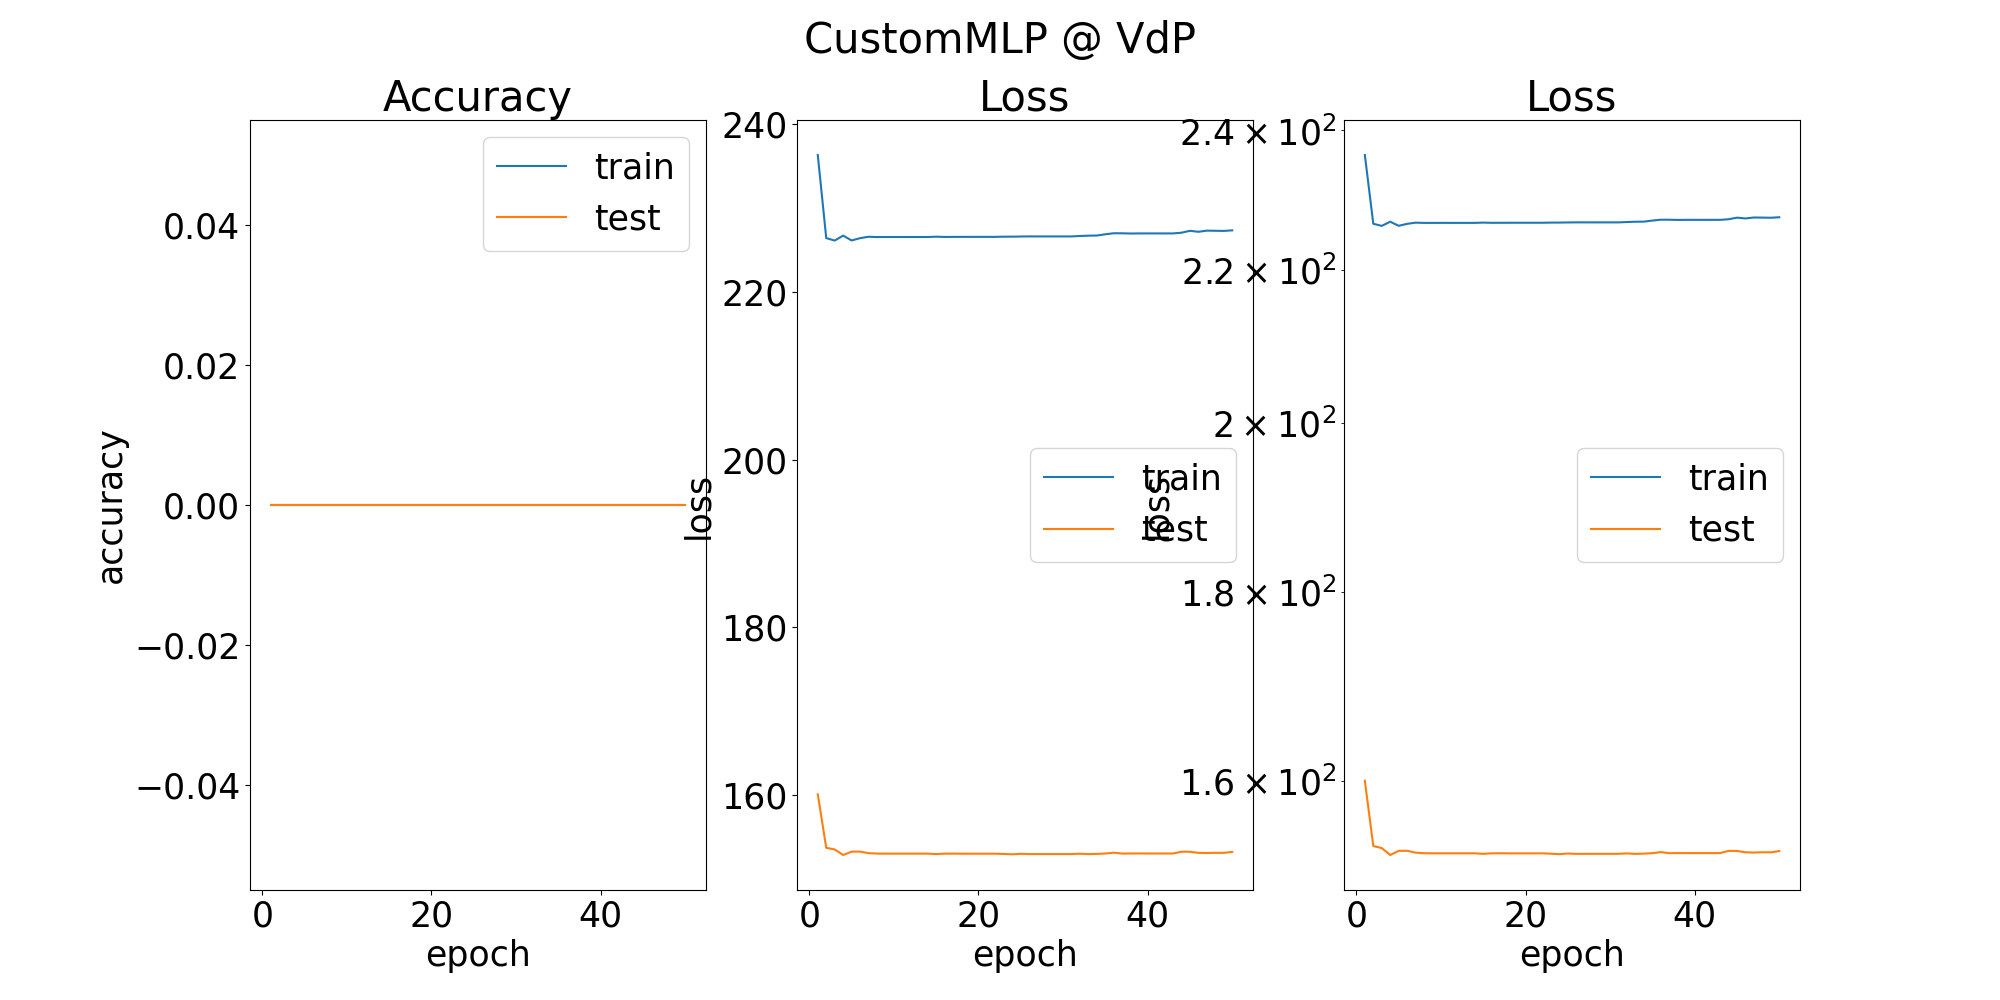 CustomMLP @ VdP
Accuracy
accuracy
0.04
0.02
0.00
−0.02
−0.04
0 20 40
epoch
train
test
Loss
loss
240
220
200
180
160
0 20 40
epoch
train
test
Loss
loss
2.4 × 10²
2.2 × 10²
2 × 10²
1.8 × 10²
1.6 × 10²
0 20 40
epoch
train
test